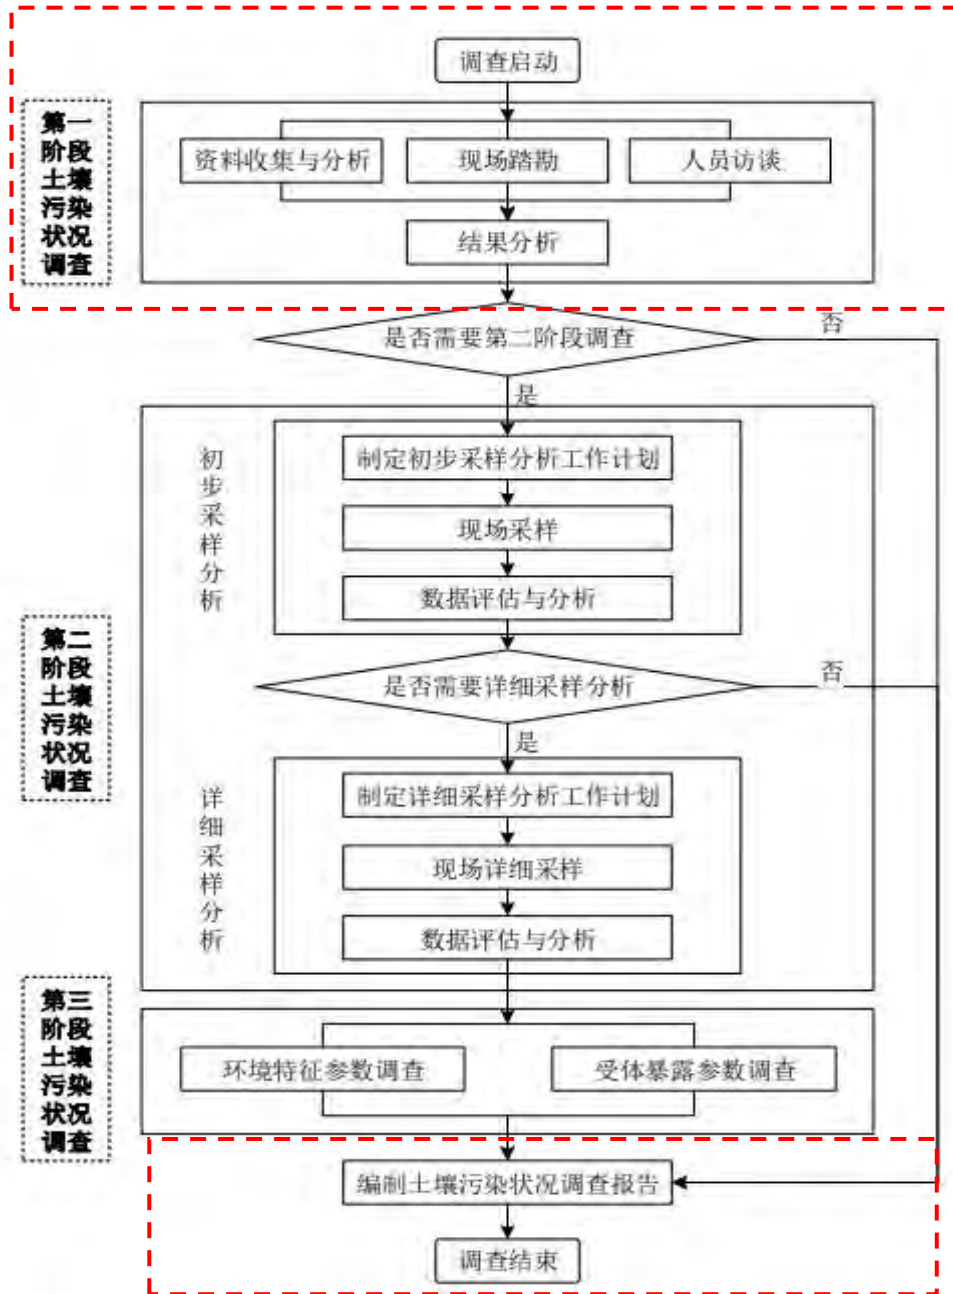 调查启动
第一
阶段
土壤
污染
状况
调查
资料收集与分析
现场踏勘
人员访谈
结果分析
是否需要第二阶段调查
否
是
初
步
采
样
分
析
制定初步采样分析工作计划
现场采样
数据评估与分析
第二
阶段
土壤
污染
状况
调查
是否需要详细采样分析
否
是
详
细
采
样
分
析
制定详细采样分析工作计划
现场详细采样
数据评估与分析
第三
阶段
土壤
污染
状况
调查
环境特征参数调查
受体暴露参数调查
编制土壤污染状况调查报告
调查结束